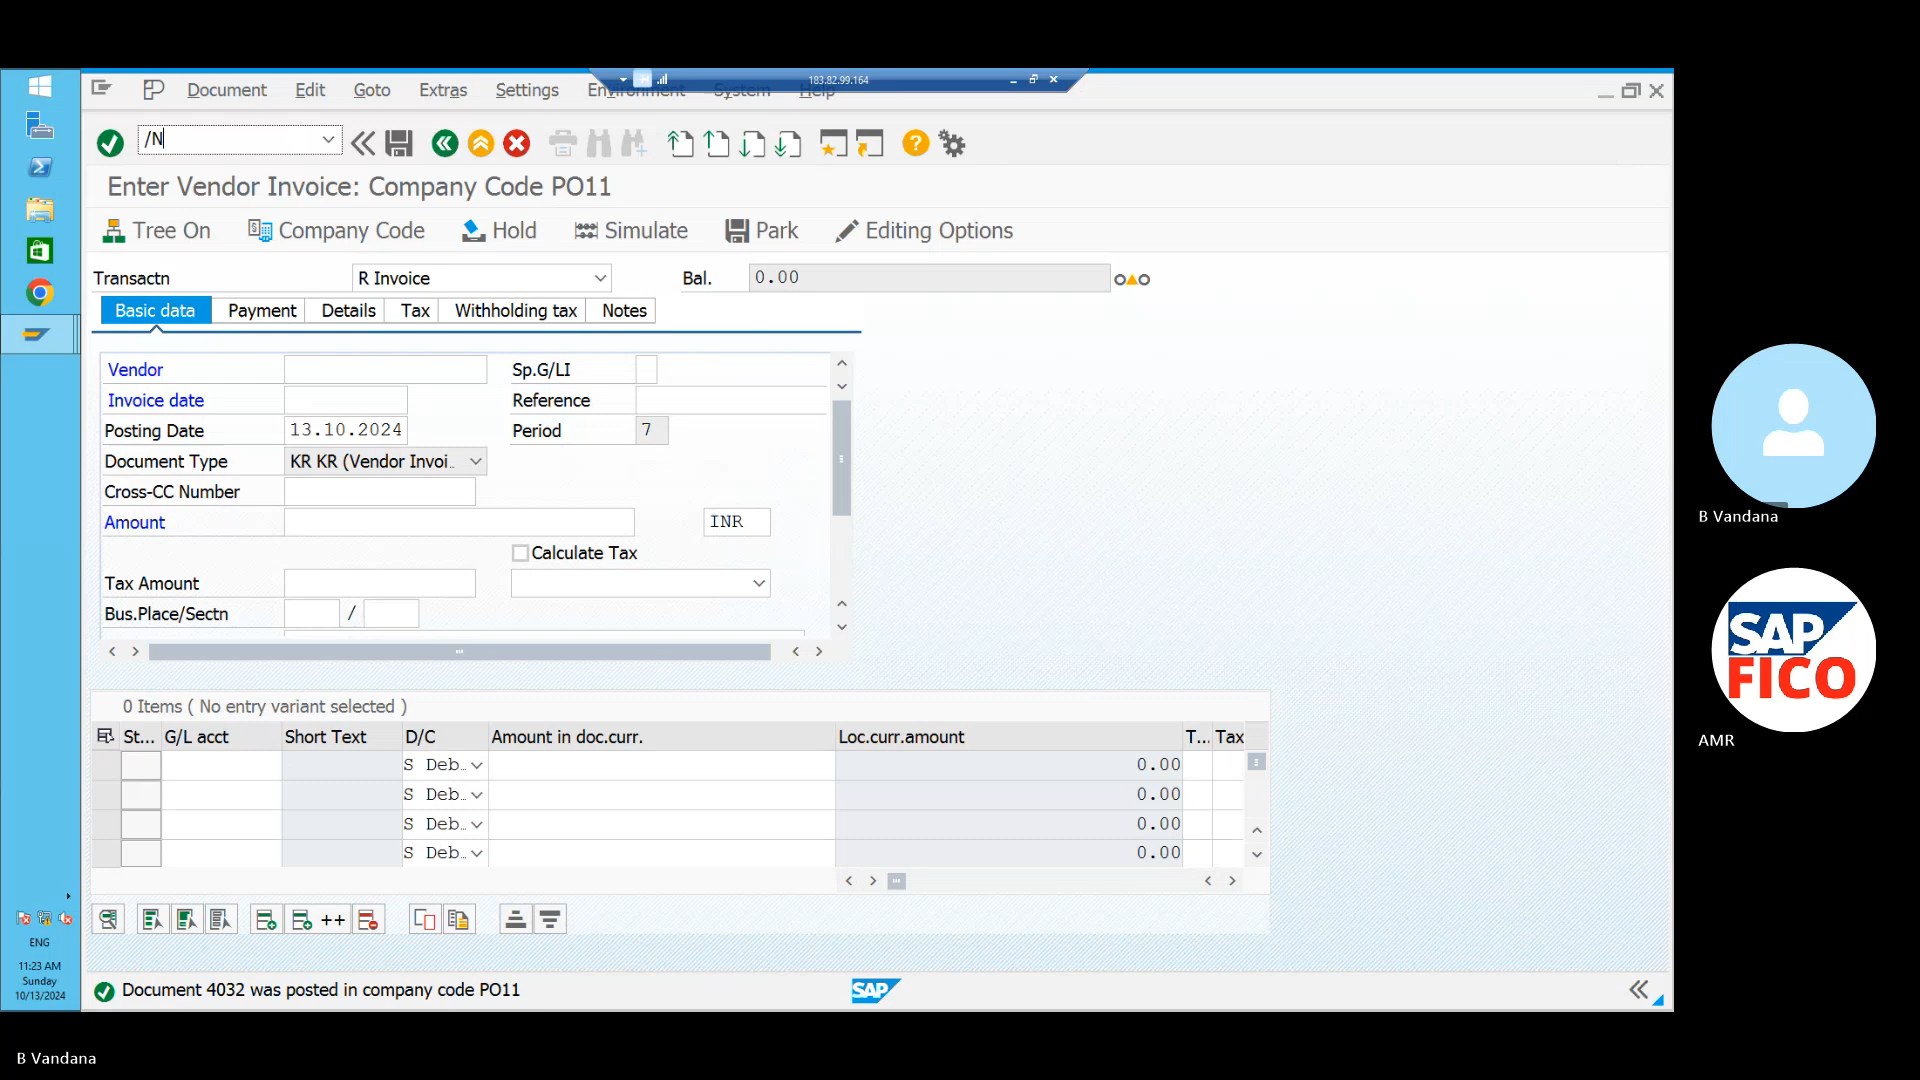 183.82.99.164
Document Edit Goto Extras Settings Environment System Help
/N
Enter Vendor Invoice: Company Code PO11
Tree On Company Code Hold Simulate Park Editing Options
Transactn R Invoice Bal. 0.00
Basic data Payment Details Tax Withholding tax Notes
Vendor Sp.G/LI
Invoice date Reference
Posting Date 13.10.2024 Period 7
Document Type KR KR (Vendor Invoi..
Cross-CC Number
Amount INR
Calculate Tax
Tax Amount
Bus.Place/Sectn /
0 Items ( No entry variant selected )
St... G/L acct Short Text D/C Amount in doc.curr. Loc.curr.amount T... Tax
S Deb.. 0.00
S Deb.. 0.00
S Deb.. 0.00
S Deb.. 0.00
++
Document 4032 was posted in company code PO11
SAP
ENG
11:23 AM
Sunday
10/13/2024
B Vandana
SAP
FICO
AMR
B Vandana